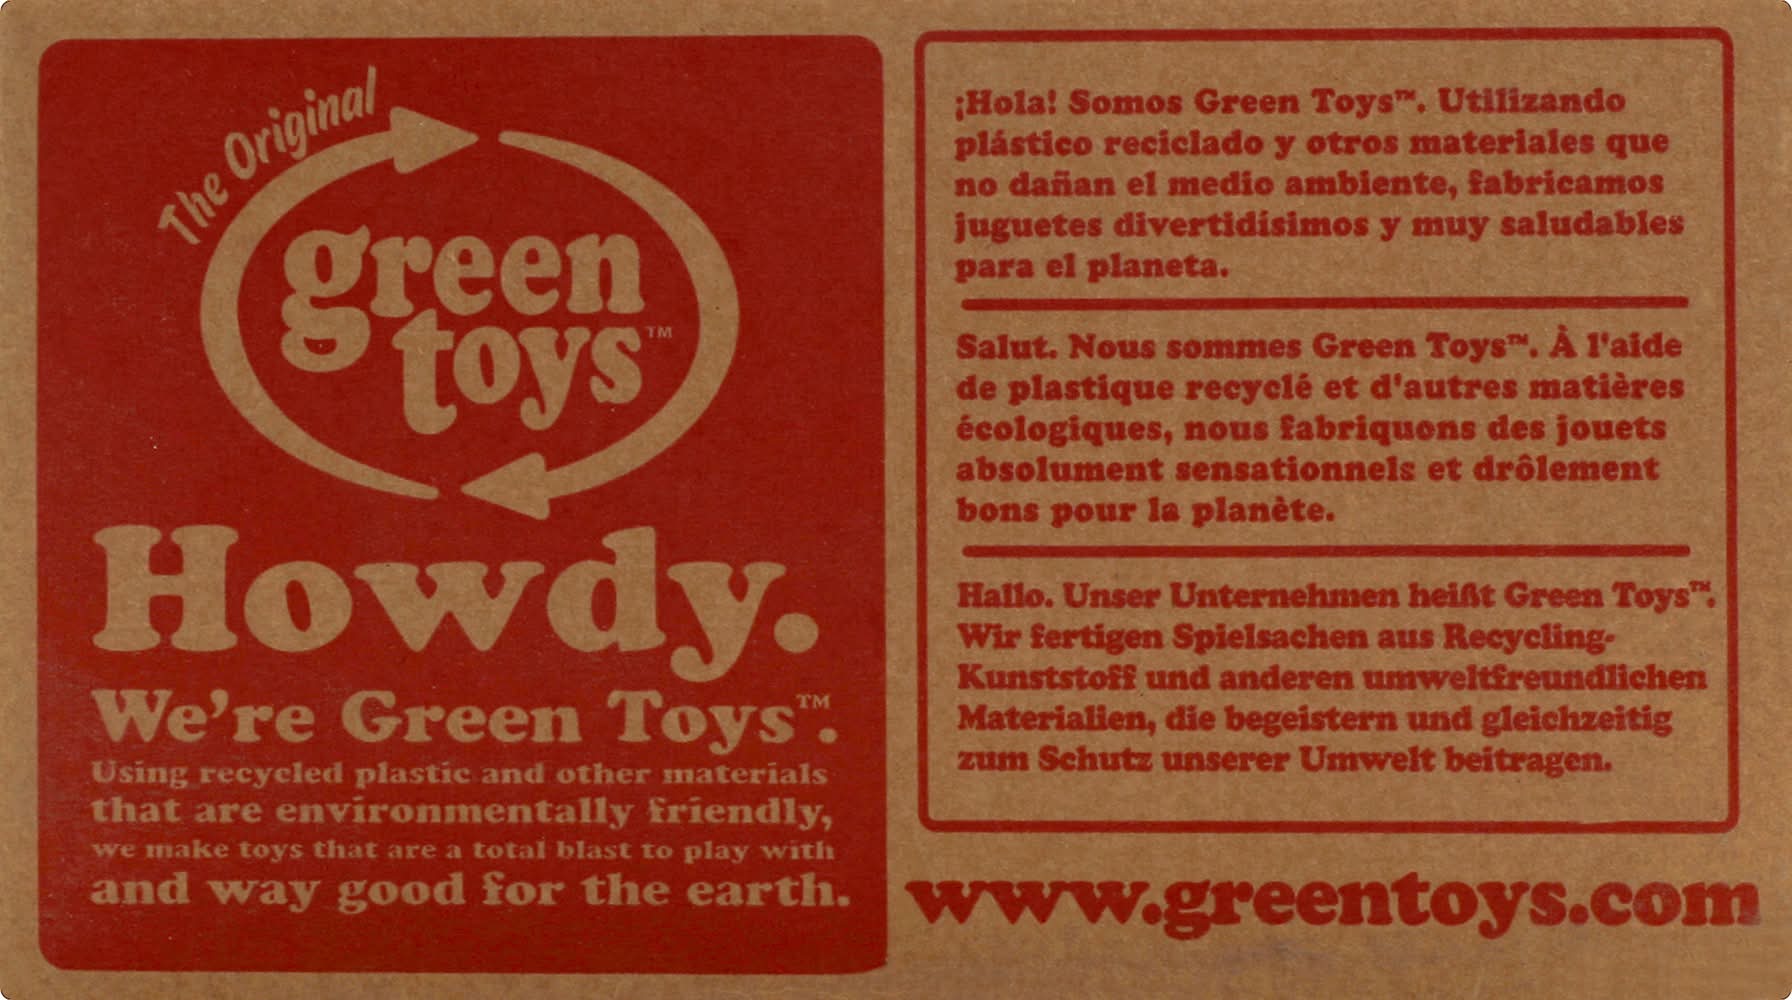 The Original
green
toys™
Howdy.
We're Green Toys™.
Using recycled plastic and other materials
that are environmentally friendly,
we make toys that are a total blast to play with
and way good for the earth.
¡Hola! Somos Green Toys™. Utilizando
plástico reciclado y otros materiales que
no dañan el medio ambiente, fabricamos
juguetes divertidísimos y muy saludables
para el planeta.
Salut. Nous sommes Green Toys™. À l'aide
de plastique recyclé et d'autres matières
écologiques, nous fabriquons des jouets
absolument sensationnels et drôlement
bons pour la planète.
Hallo. Unser Unternehmen heißt Green Toys™.
Wir fertigen Spielsachen aus Recycling-
Kunststoff und anderen umweltfreundlichen
Materialien, die begeistern und gleichzeitig
zum Schutz unserer Umwelt beitragen.
www.greentoys.com